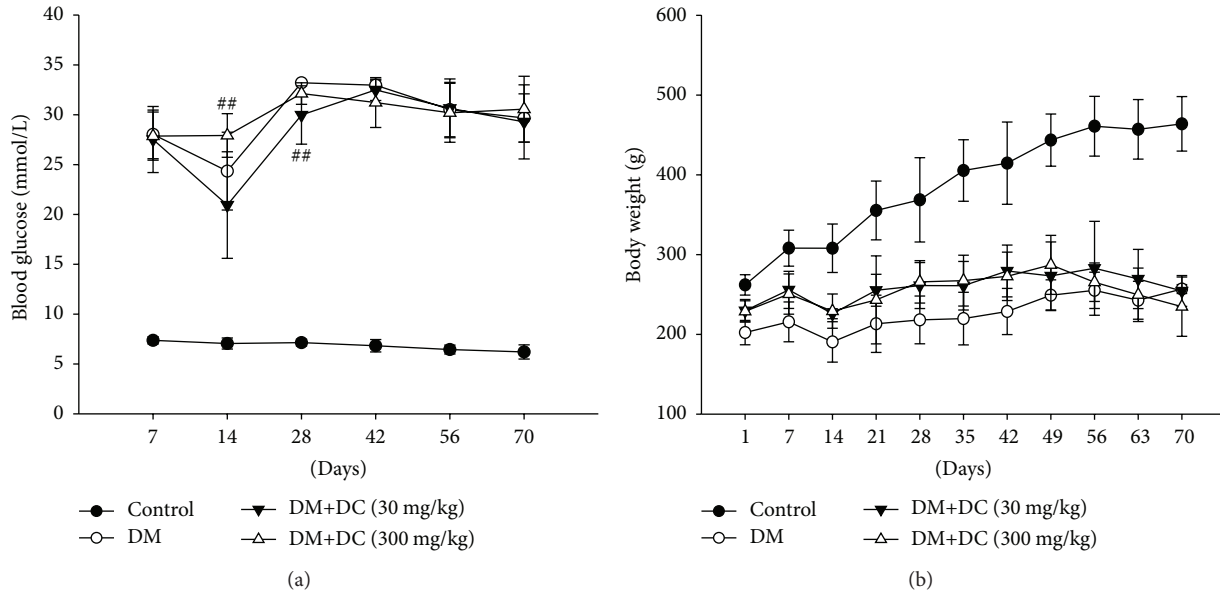 40
35
30
25
20
15
10
5
0
Blood glucose (mmol/L)
##
##
7 14 28 42 56 70
(Days)
Control
DM
DM+DC (30 mg/kg)
DM+DC (300 mg/kg)
(a)
600
500
400
300
200
100
Body weight (g)
1 7 14 21 28 35 42 49 56 63 70
(Days)
Control
DM
DM+DC (30 mg/kg)
DM+DC (300 mg/kg)
(b)